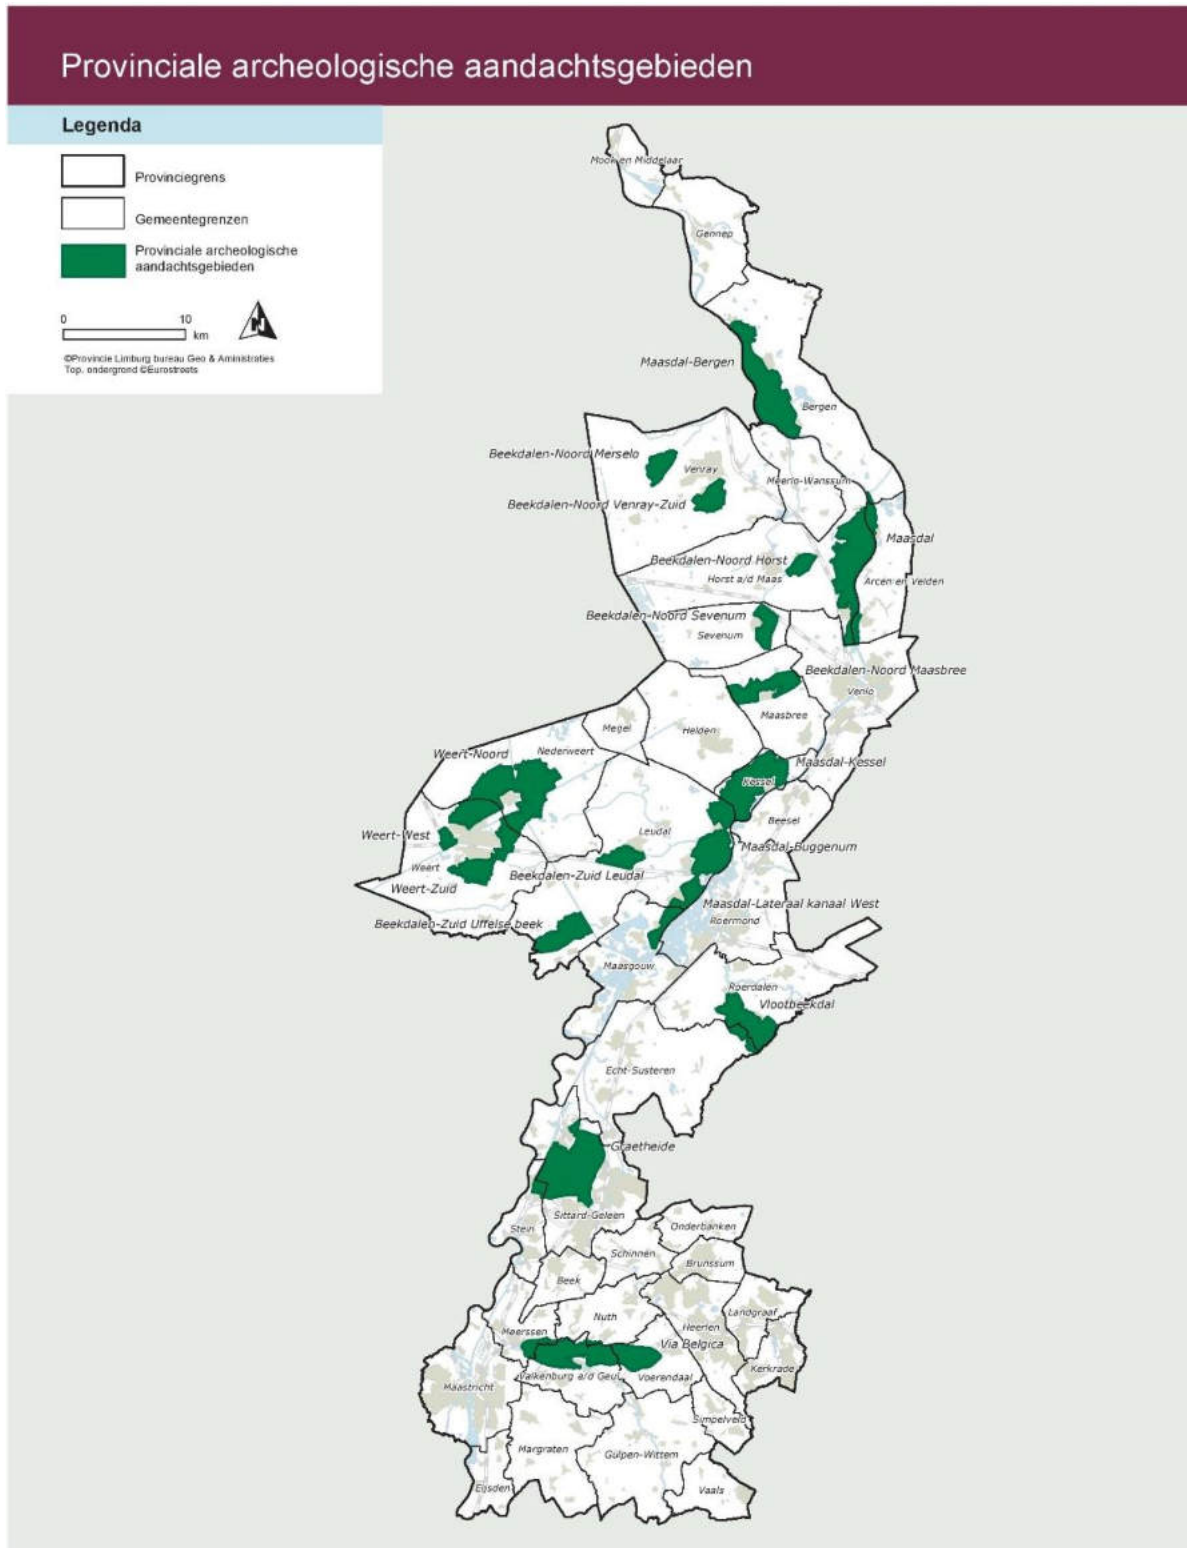 Provinciale archeologische aandachtsgebieden
Legenda
Provinciegrens
Gemeentegrenzen
Provinciale archeologische
aandachtsgebieden
0 10
km
N
©Provincie Limburg bureau Geo & Aministraties
Top. ondergrond ©Eurostreets
Mook en Middelaar
Gennep
Maasdal-Bergen
Bergen
Beekdalen-Noord Merselo
Venray
Meerlo-Wanssum
Beekdalen-Noord Venray-Zuid
Maasdal
Beekdalen-Noord Horst
Horst a/d Maas
Arcen en Velden
Beekdalen-Noord Sevenum
Sevenum
Beekdalen-Noord Maasbree
Venlo
Maasbree
Meijel
Helden
Nederweert
Weert-Noord
Maasdal-Kessel
Kessel
Beesel
Leudal
Weert-West
Maasdal-Buggenum
Weert
Beekdalen-Zuid Leudal
Weert-Zuid
Maasdal-Lateraal kanaal West
Roermond
Beekdalen-Zuid Uffelse beek
Maasgouw
Roerdalen
Vlootbeekdal
Echt-Susteren
Graetheide
Sittard-Geleen
Stein
Onderbanken
Schinnen
Brunssum
Beek
Landgraaf
Nuth
Heerlen
Meerssen
Via Belgica
Kerkrade
Valkenburg a/d Geul
Voerendaal
Maastricht
Simpelveld
Margraten
Gulpen-Wittem
Eijsden
Vaals